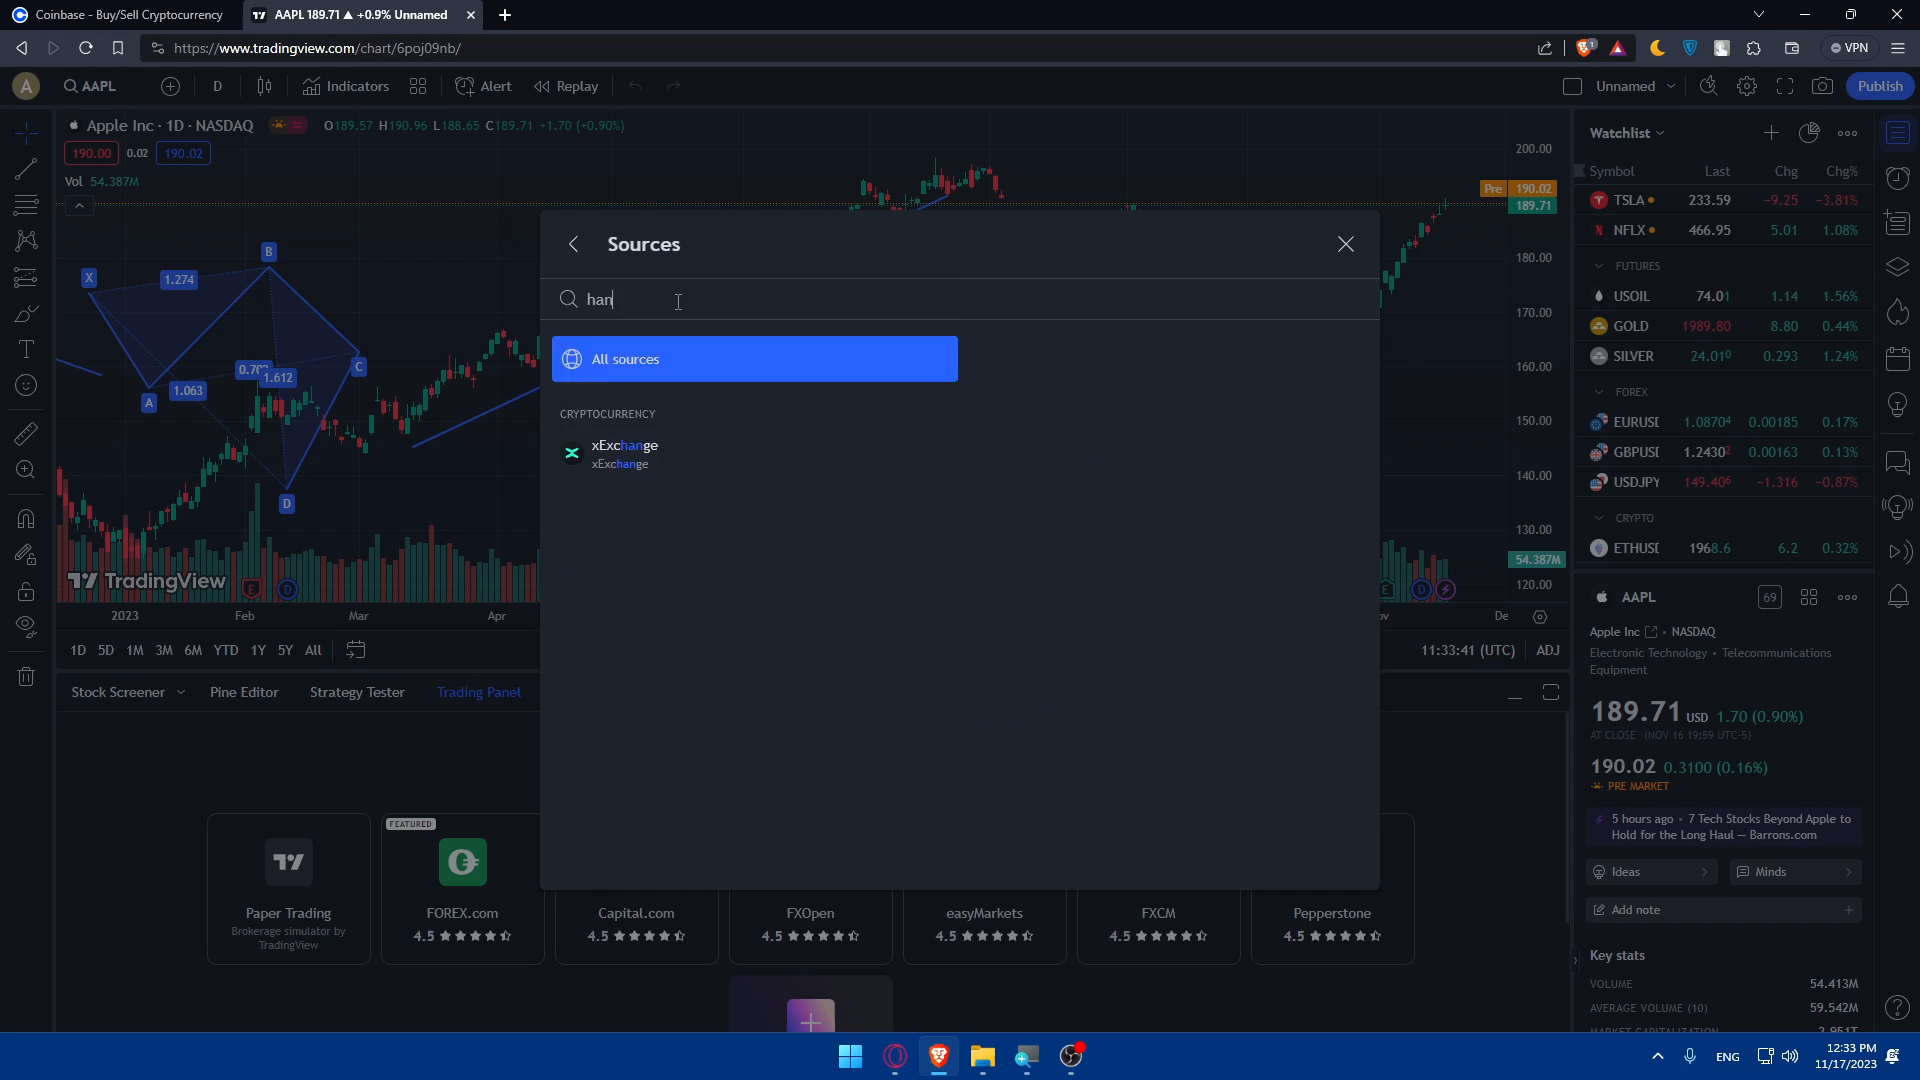 Coinbase - Buy/Sell Cryptocurrency
AAPL 189.71 ▲ +0.9% Unnamed
https://www.tradingview.com/chart/6poj09nb/
1
VPN
A
AAPL
D
Indicators
Alert
Replay
Unnamed
Publish
Apple Inc · 1D · NASDAQ
O189.57 H190.96 L188.65 C189.71 +1.70 (+0.90%)
190.00 0.02 190.02
Vol 54.387M
200.00
Pre 190.02
189.71
180.00
170.00
160.00
150.00
140.00
130.00
54.387M
120.00
X
1.274
B
C
1.612
1.063
A
D
TradingView
E
D
E
D
2023
Feb
Mar
Apr
De
1D 5D 1M 3M 6M YTD 1Y 5Y All
11:33:41 (UTC)
ADJ
Sources
han
All sources
CRYPTOCURRENCY
xExchange
xExchange
Stock Screener
Pine Editor
Strategy Tester
Trading Panel
Paper Trading
Brokerage simulator by
TradingView
FEATURED
FOREX.com
4.5
Capital.com
4.5
FXOpen
4.5
easyMarkets
4.5
FXCM
4.5
Pepperstone
4.5
Watchlist
Symbol Last Chg Chg%
TSLA 233.59 −9.25 −3.81%
NFLX 466.95 5.01 1.08%
FUTURES
USOIL 74.01 1.14 1.56%
GOLD 1989.80 8.80 0.44%
SILVER 24.010 0.293 1.24%
FOREX
EURUSD 1.08704 0.00185 0.17%
GBPUSD 1.24302 0.00163 0.13%
USDJPY 149.406 −1.316 −0.87%
CRYPTO
ETHUSD 1968.6 6.2 0.32%
AAPL
69
Apple Inc • NASDAQ
Electronic Technology • Telecommunications
Equipment
189.71 USD 1.70 (0.90%)
AT CLOSE (NOV 16 19:59 UTC-5)
190.02 0.3100 (0.16%)
PRE MARKET
5 hours ago • 7 Tech Stocks Beyond Apple to
Hold for the Long Haul — Barrons.com
Ideas
Minds
Add note
Key stats
VOLUME 54.413M
AVERAGE VOLUME (10) 59.542M
MARKET CAPITALIZATION 2.951T
ENG
12:33 PM
11/17/2023